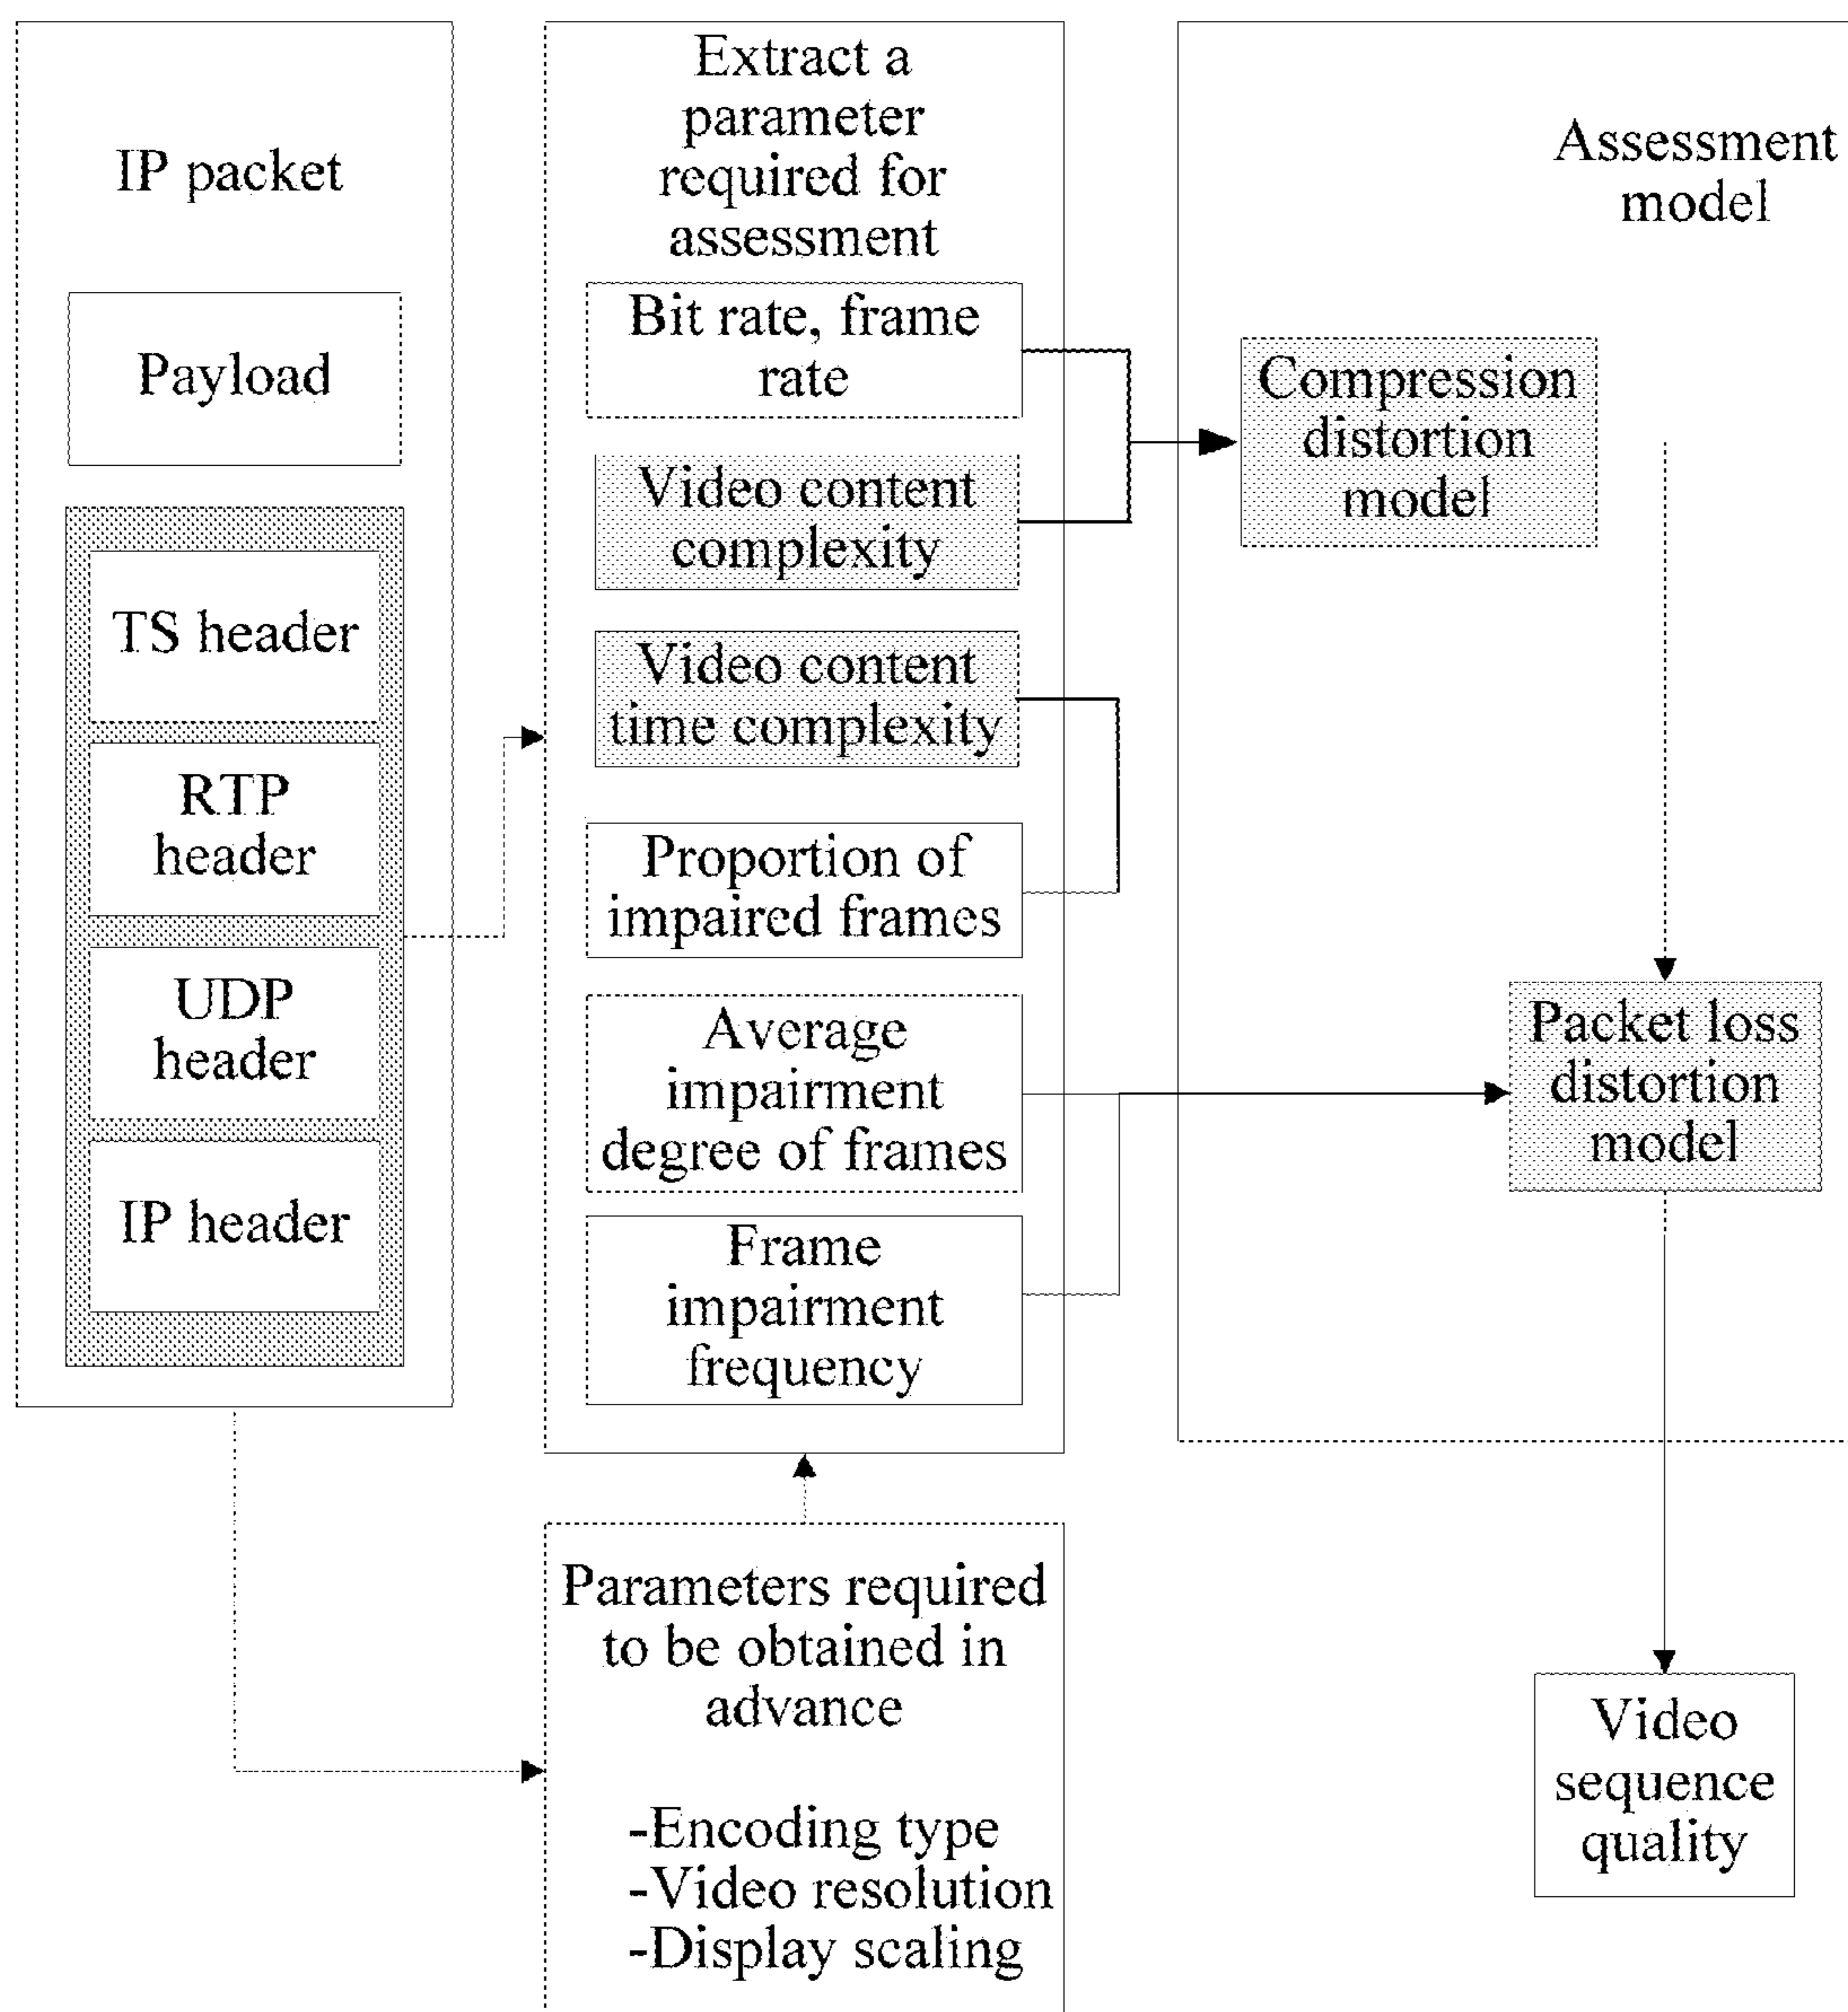 IP packet
Payload
TS header
RTP
header
UDP
header
IP header
Extract a
parameter
required for
assessment
Bit rate, frame
rate
Video content
complexity
Video content
time complexity
Proportion of
impaired frames
Average
impairment
degree of frames
Frame
impairment
frequency
Parameters required
to be obtained in
advance
-Encoding type
-Video resolution
-Display scaling
Assessment
model
Compression
distortion
model
Packet loss
distortion
model
Video
sequence
quality